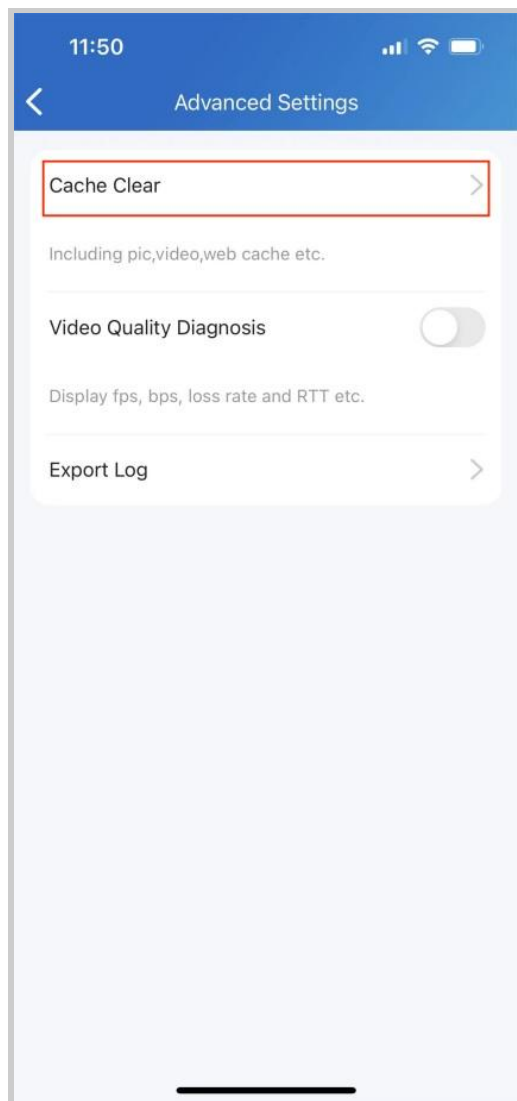 11:50
Advanced Settings
Cache Clear
Including pic,video,web cache etc.
Video Quality Diagnosis
Display fps, bps, loss rate and RTT etc.
Export Log